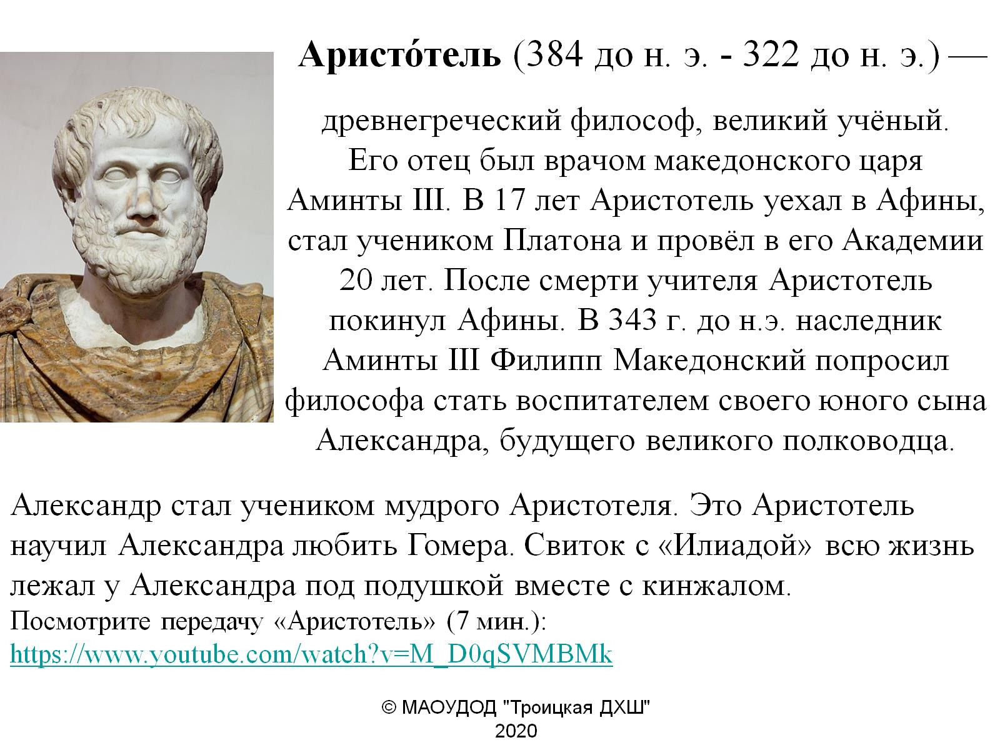 Аристо́тель (384 до н. э. - 322 до н. э.) —
древнегреческий философ, великий учёный.
Его отец был врачом македонского царя
Аминты III. В 17 лет Аристотель уехал в Афины,
стал учеником Платона и провёл в его Академии
20 лет. После смерти учителя Аристотель
покинул Афины. В 343 г. до н.э. наследник
Аминты III Филипп Македонский попросил
философа стать воспитателем своего юного сына
Александра, будущего великого полководца.
Александр стал учеником мудрого Аристотеля. Это Аристотель
научил Александра любить Гомера. Свиток с «Илиадой» всю жизнь
лежал у Александра под подушкой вместе с кинжалом.
Посмотрите передачу «Аристотель» (7 мин.):
https://www.youtube.com/watch?v=M_D0qSVMBMk
© МАОУДОД "Троицкая ДХШ"
2020